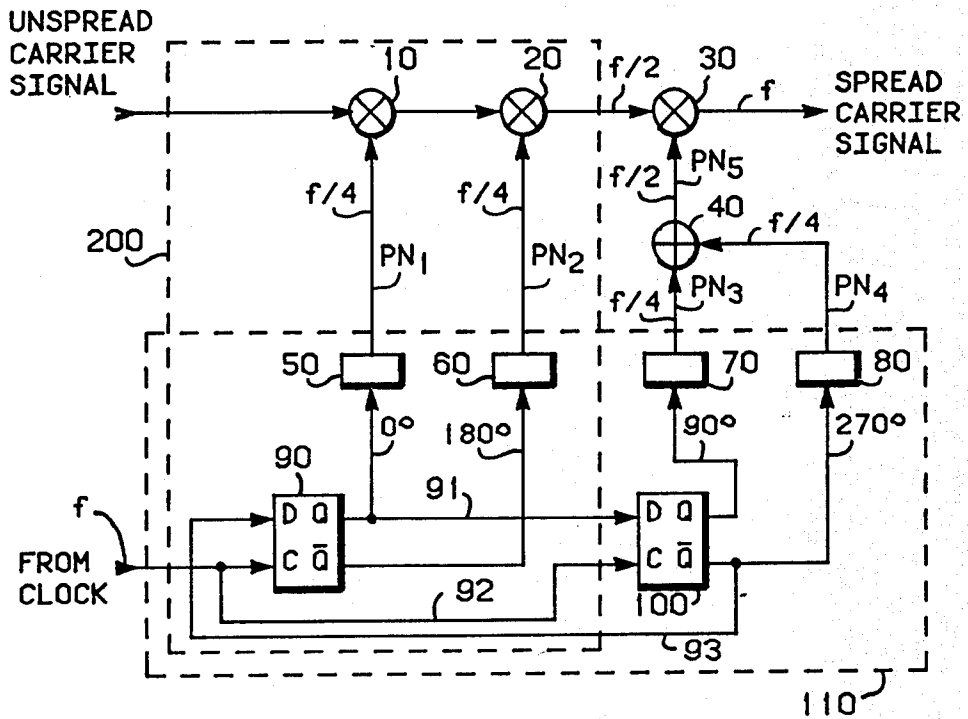 UNSPREAD
CARRIER
SIGNAL
10
20
f/2
30
f
SPREAD
CARRIER
SIGNAL
f/4
f/4
f/2
PN5
40
f/4
200
PN1
PN2
f/4
PN3
PN4
50
60
70
80
0°
180°
90°
270°
90
91
D Q
C Q̅
D Q
C Q̅
f
FROM
CLOCK
92
100
93
110